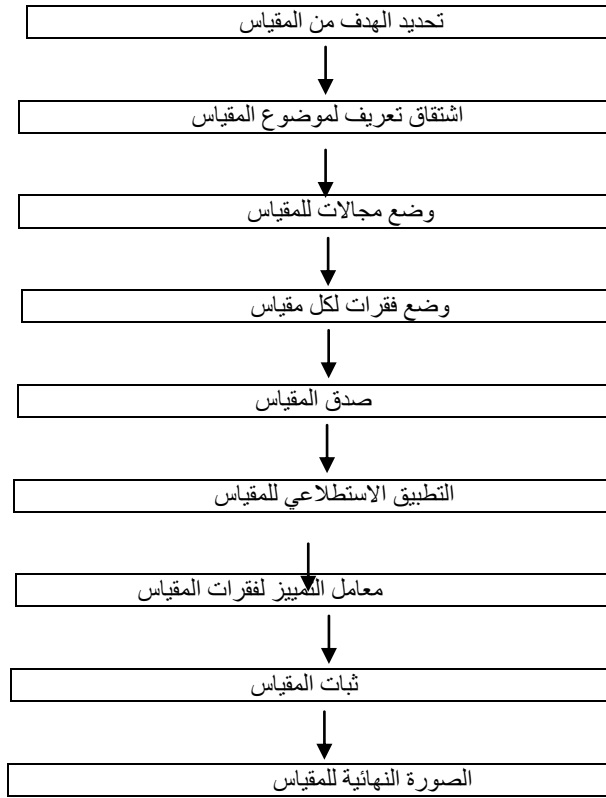 تحديد الهدف من المقياس
اشتقاق تعريف لموضوع المقياس
وضع مجالات للمقياس
وضع فقرات لكل مقياس
صدق المقياس
التطبيق الاستطلاعي للمقياس
معامل التمييز لفقرات المقياس
ثبات المقياس
الصورة النهائية للمقياس